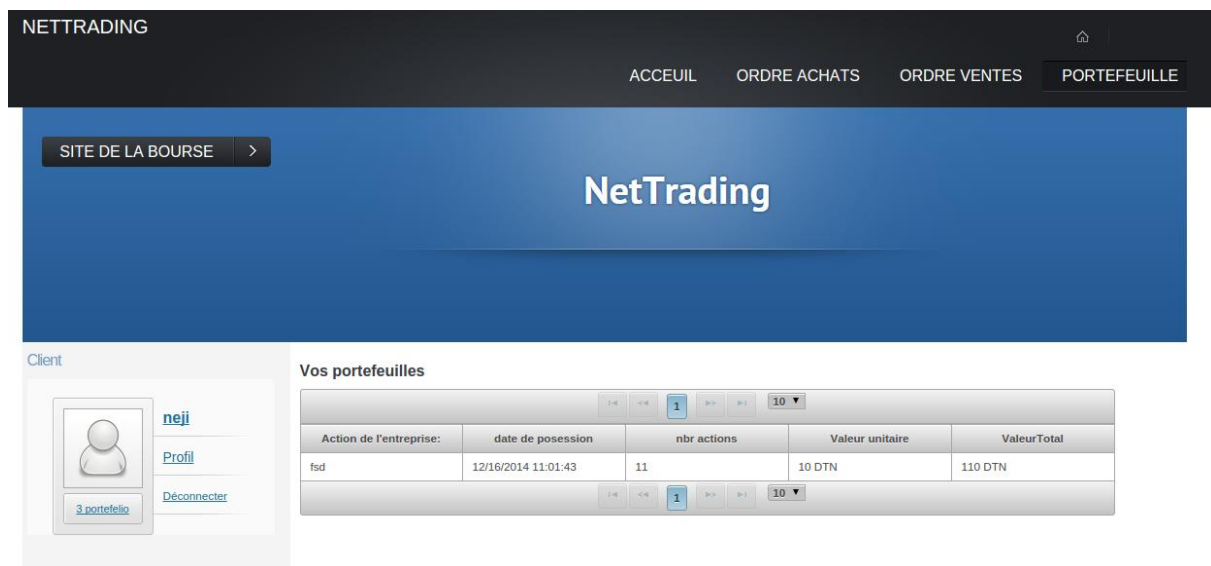 NETTRADING
ACCEUIL ORDRE ACHATS ORDRE VENTES PORTEFEUILLE
SITE DE LA BOURSE
NetTrading
Client
neji
Profil
Déconnecter
3 portefelio
Vos portefeuilles
1 10
Action de l'entreprise: date de posession nbr actions Valeur unitaire ValeurTotal
fsd 12/16/2014 11:01:43 11 10 DTN 110 DTN
1 10